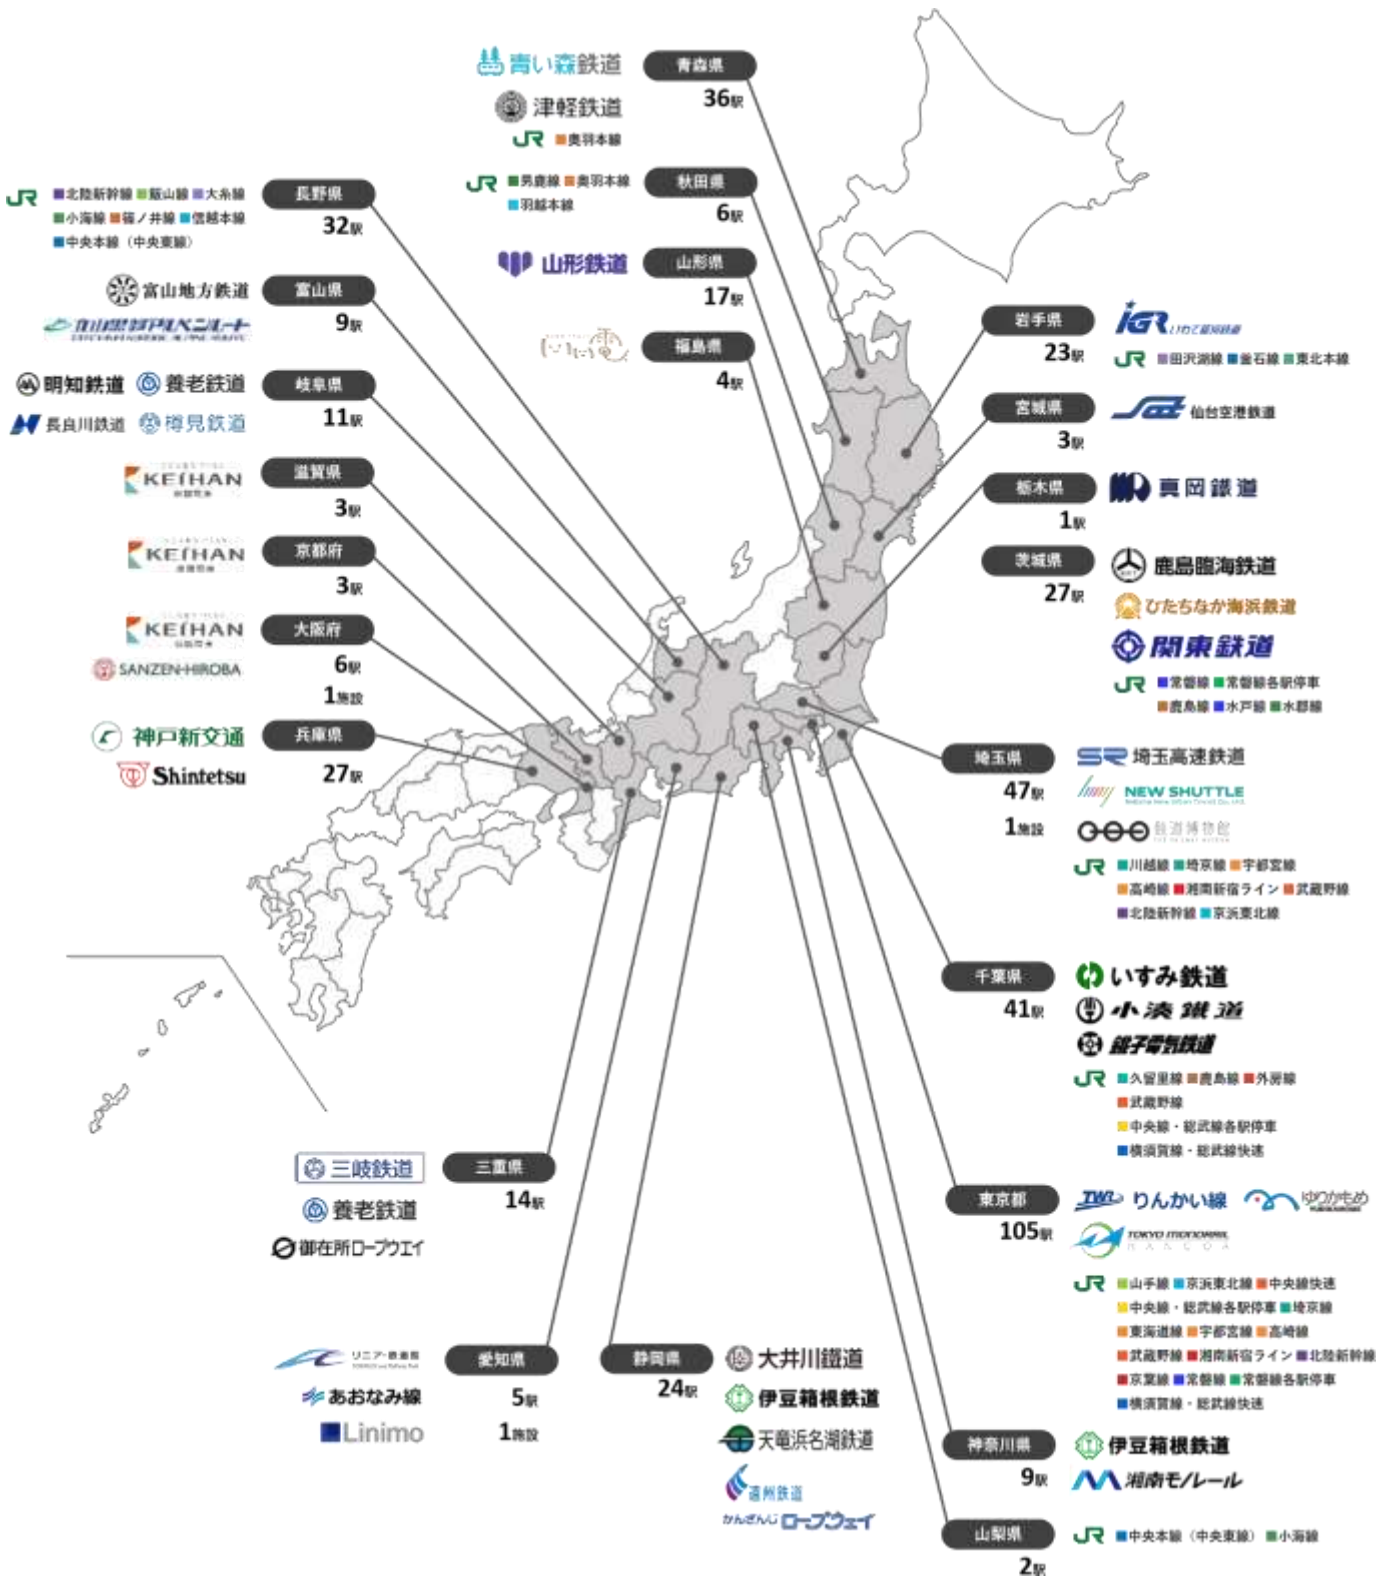 青い森鉄道
青森県
36駅
津軽鉄道
JR 奥羽本線
JR 男鹿線 奥羽本線
羽越本線
秋田県
6駅
山形鉄道
山形県
17駅
福島県
4駅
JR 北陸新幹線 飯山線 大糸線
小海線 篠ノ井線 信越本線
中央本線（中央東線）
長野県
32駅
富山地方鉄道
富山県
9駅
明知鉄道 養老鉄道
長良川鉄道 樽見鉄道
岐阜県
11駅
KEIHAN
滋賀県
3駅
KEIHAN
京都府
3駅
KEIHAN
SANZEN-HIROBA
大阪府
6駅
1施設
神戸新交通
Shintetsu
兵庫県
27駅
岩手県
23駅
IGR いわて銀河鉄道
JR 田沢湖線 釜石線 東北本線
宮城県
3駅
仙台空港鉄道
栃木県
1駅
真岡鐵道
茨城県
27駅
鹿島臨海鉄道
ひたちなか海浜鉄道
関東鉄道
JR 常磐線 常磐線各駅停車
鹿島線 水戸線 水郡線
埼玉県
47駅
1施設
SR 埼玉高速鉄道
NEW SHUTTLE
鉄道博物館
JR 川越線 埼京線 宇都宮線
高崎線 湘南新宿ライン 武蔵野線
北陸新幹線 京浜東北線
千葉県
41駅
いすみ鉄道
小湊鐵道
銚子電気鉄道
JR 久留里線 鹿島線 外房線
武蔵野線
中央線・総武線各駅停車
横須賀線・総武線快速
東京都
105駅
TWR りんかい線 ゆりかもめ
TOKYO MONORAIL
JR 山手線 京浜東北線 中央線快速
中央線・総武線各駅停車 埼京線
東海道線 宇都宮線 高崎線
武蔵野線 湘南新宿ライン 北陸新幹線
京葉線 常磐線 常磐線各駅停車
横須賀線・総武線快速
神奈川県
9駅
伊豆箱根鉄道
湘南モノレール
山梨県
2駅
JR 中央本線（中央東線） 小海線
三岐鉄道
養老鉄道
御在所ロープウエイ
三重県
14駅
リニア・鉄道館
あおなみ線
Linimo
愛知県
5駅
1施設
静岡県
24駅
大井川鐵道
伊豆箱根鉄道
天竜浜名湖鉄道
遠州鉄道
かんざんじロープウェイ